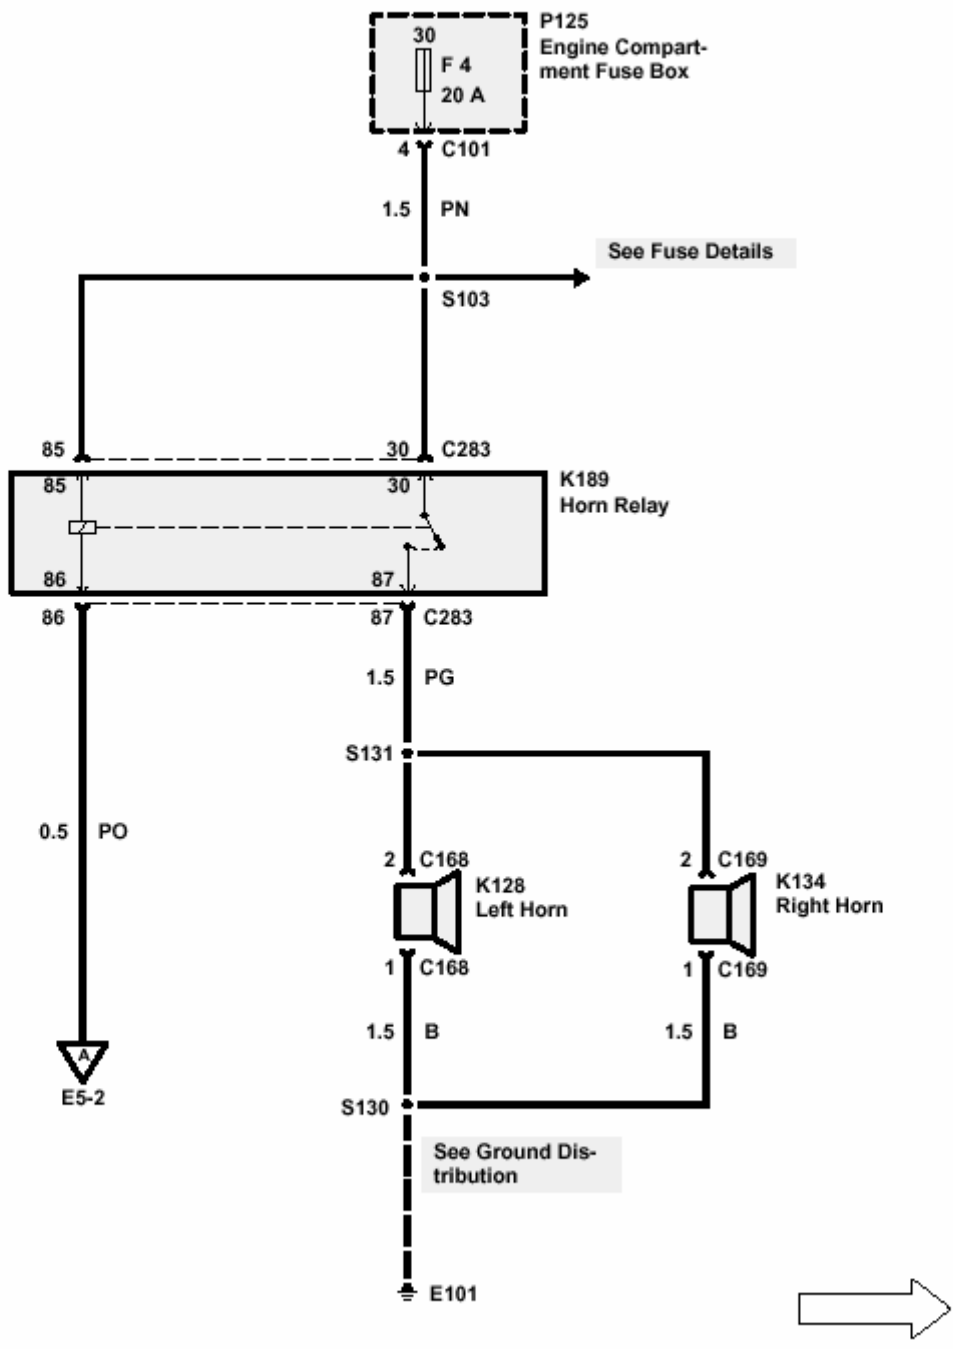 P125
30
Engine Compart-
F 4
ment Fuse Box
20 A
4 C101
1.5 PN
See Fuse Details
S103
85 30 C283
85 30
K189
Horn Relay
86 87
86 87 C283
1.5 PG
S131
0.5 PO
2 C168
2 C169
K128
Left Horn
K134
Right Horn
1 C168
1 C169
1.5 B
1.5 B
A
E5-2
S130
See Ground Dis-
tribution
E101